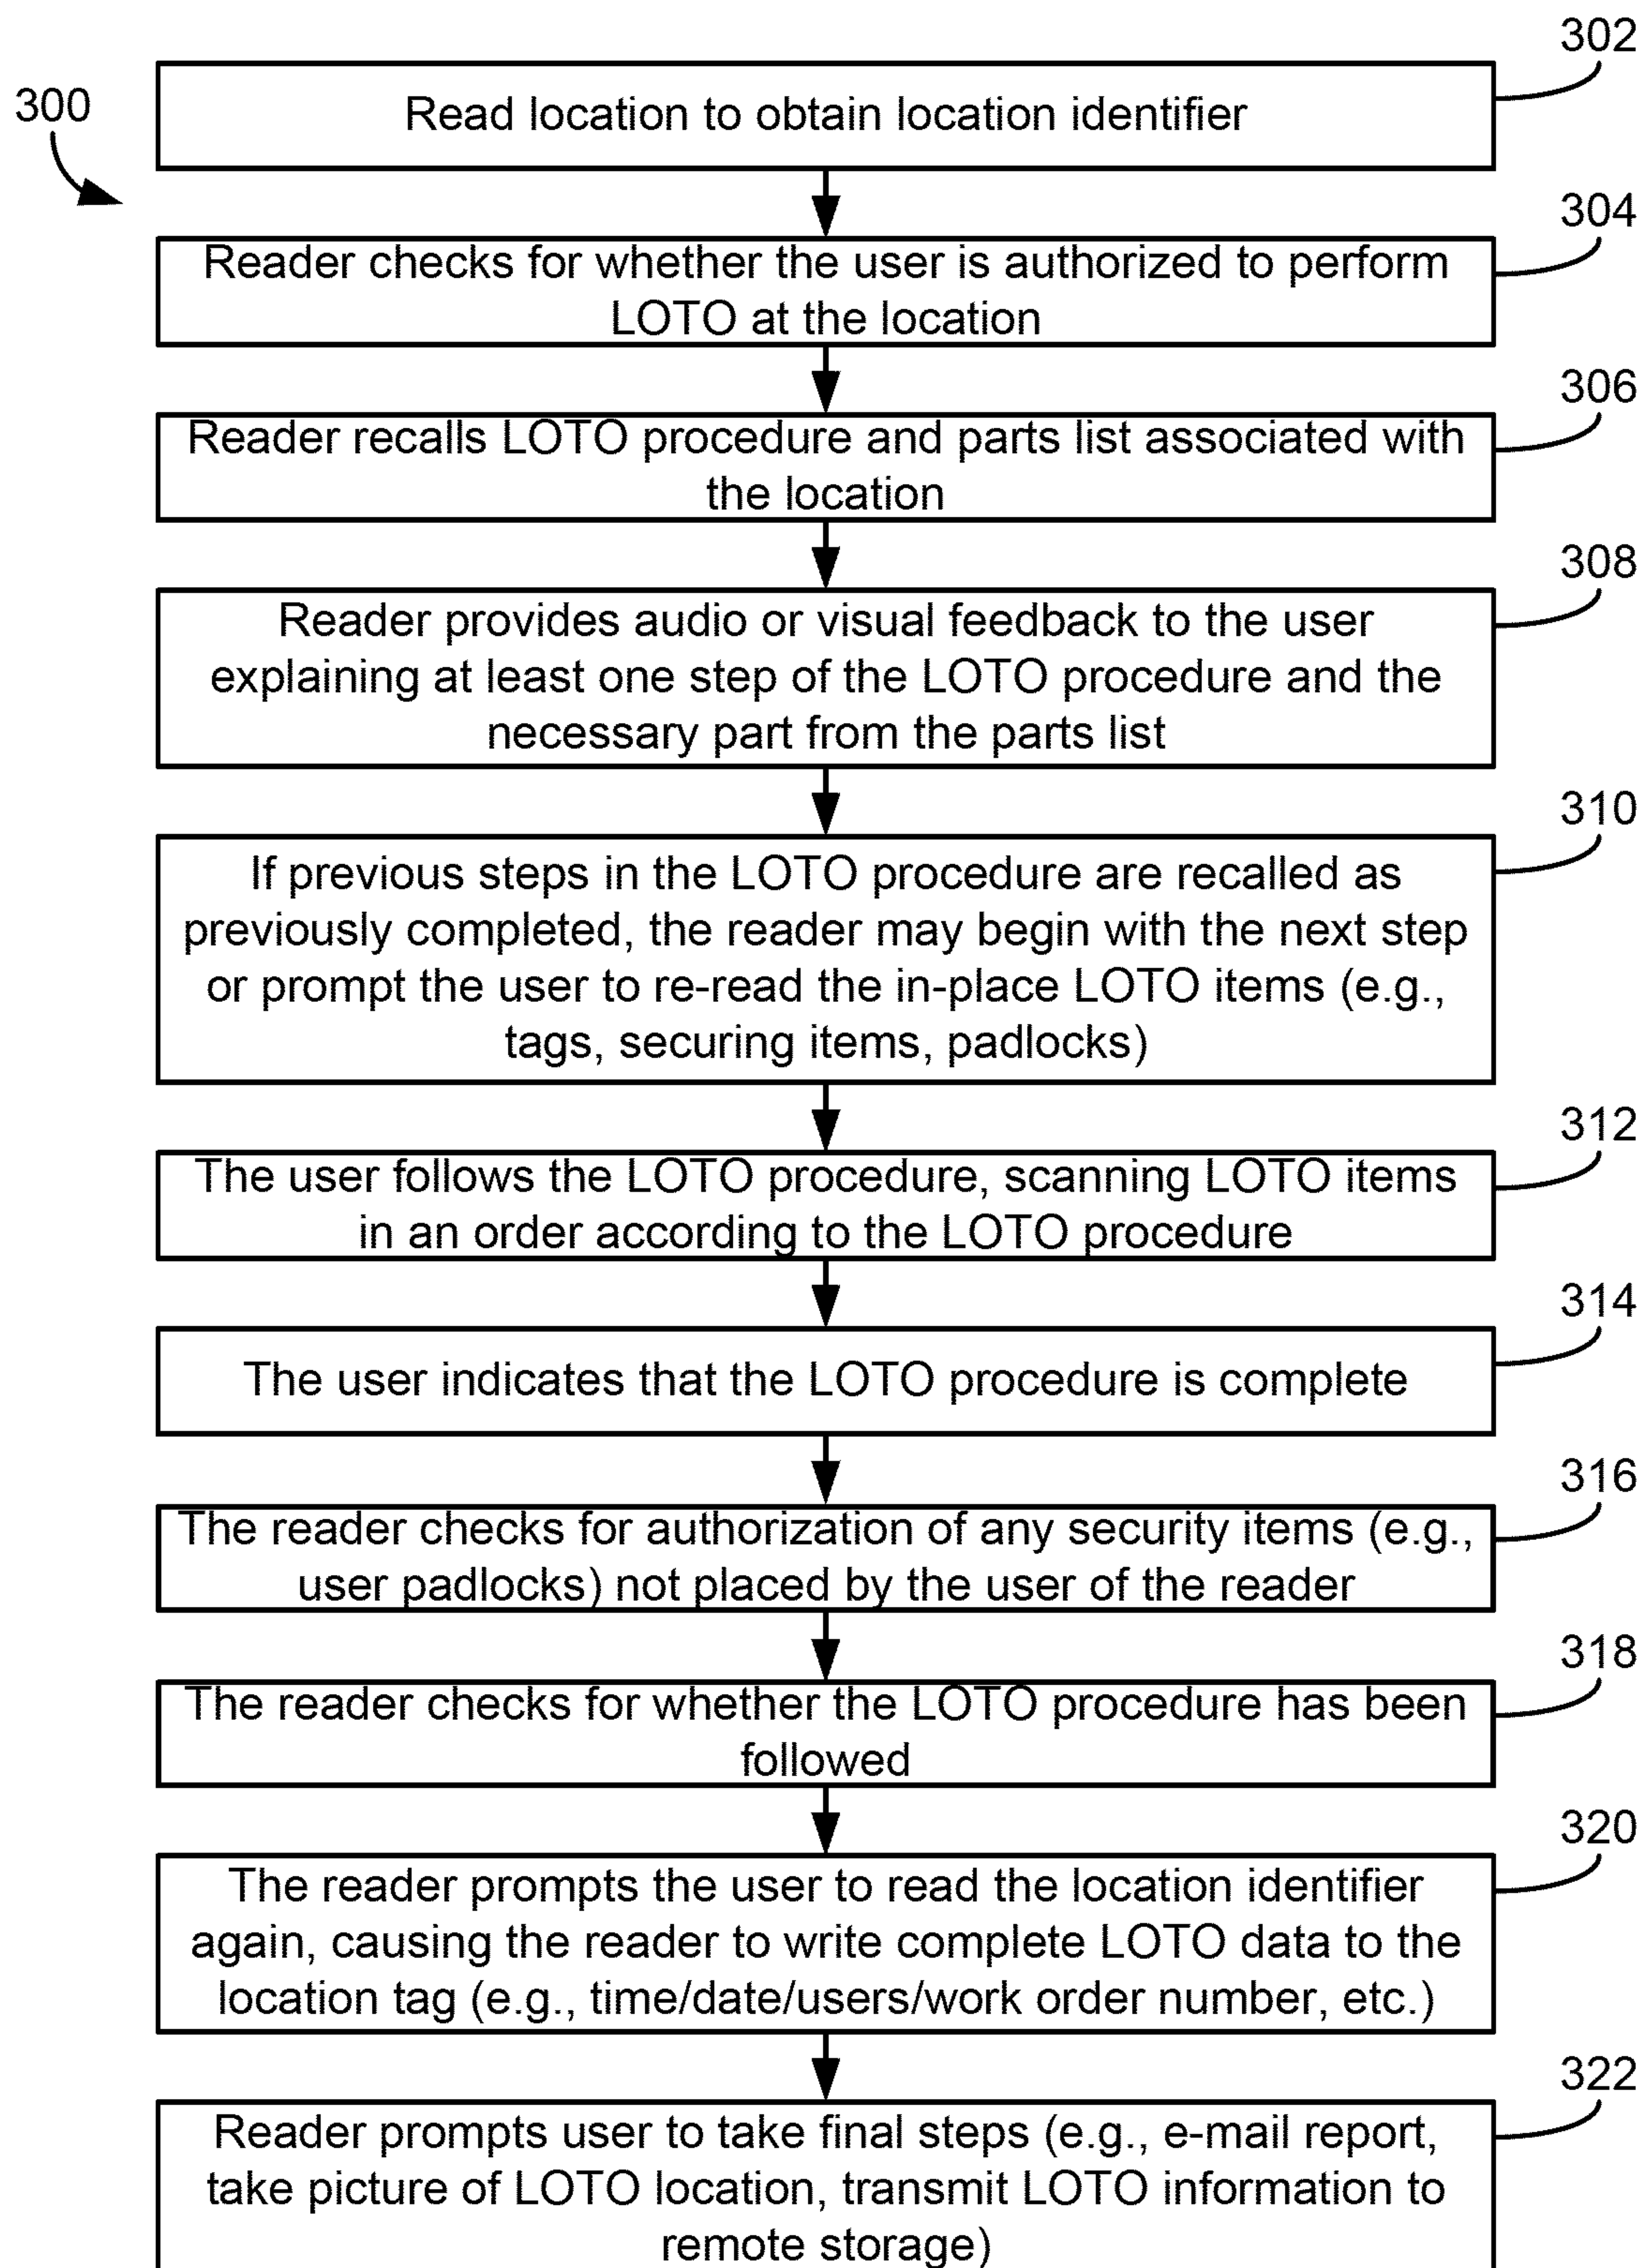 302
300
Read location to obtain location identifier
304
Reader checks for whether the user is authorized to perform
LOTO at the location
306
Reader recalls LOTO procedure and parts list associated with
the location
308
Reader provides audio or visual feedback to the user
explaining at least one step of the LOTO procedure and the
necessary part from the parts list
310
If previous steps in the LOTO procedure are recalled as
previously completed, the reader may begin with the next step
or prompt the user to re-read the in-place LOTO items (e.g.,
tags, securing items, padlocks)
312
The user follows the LOTO procedure, scanning LOTO items
in an order according to the LOTO procedure
314
The user indicates that the LOTO procedure is complete
316
The reader checks for authorization of any security items (e.g.,
user padlocks) not placed by the user of the reader
318
The reader checks for whether the LOTO procedure has been
followed
320
The reader prompts the user to read the location identifier
again, causing the reader to write complete LOTO data to the
location tag (e.g., time/date/users/work order number, etc.)
322
Reader prompts user to take final steps (e.g., e-mail report,
take picture of LOTO location, transmit LOTO information to
remote storage)